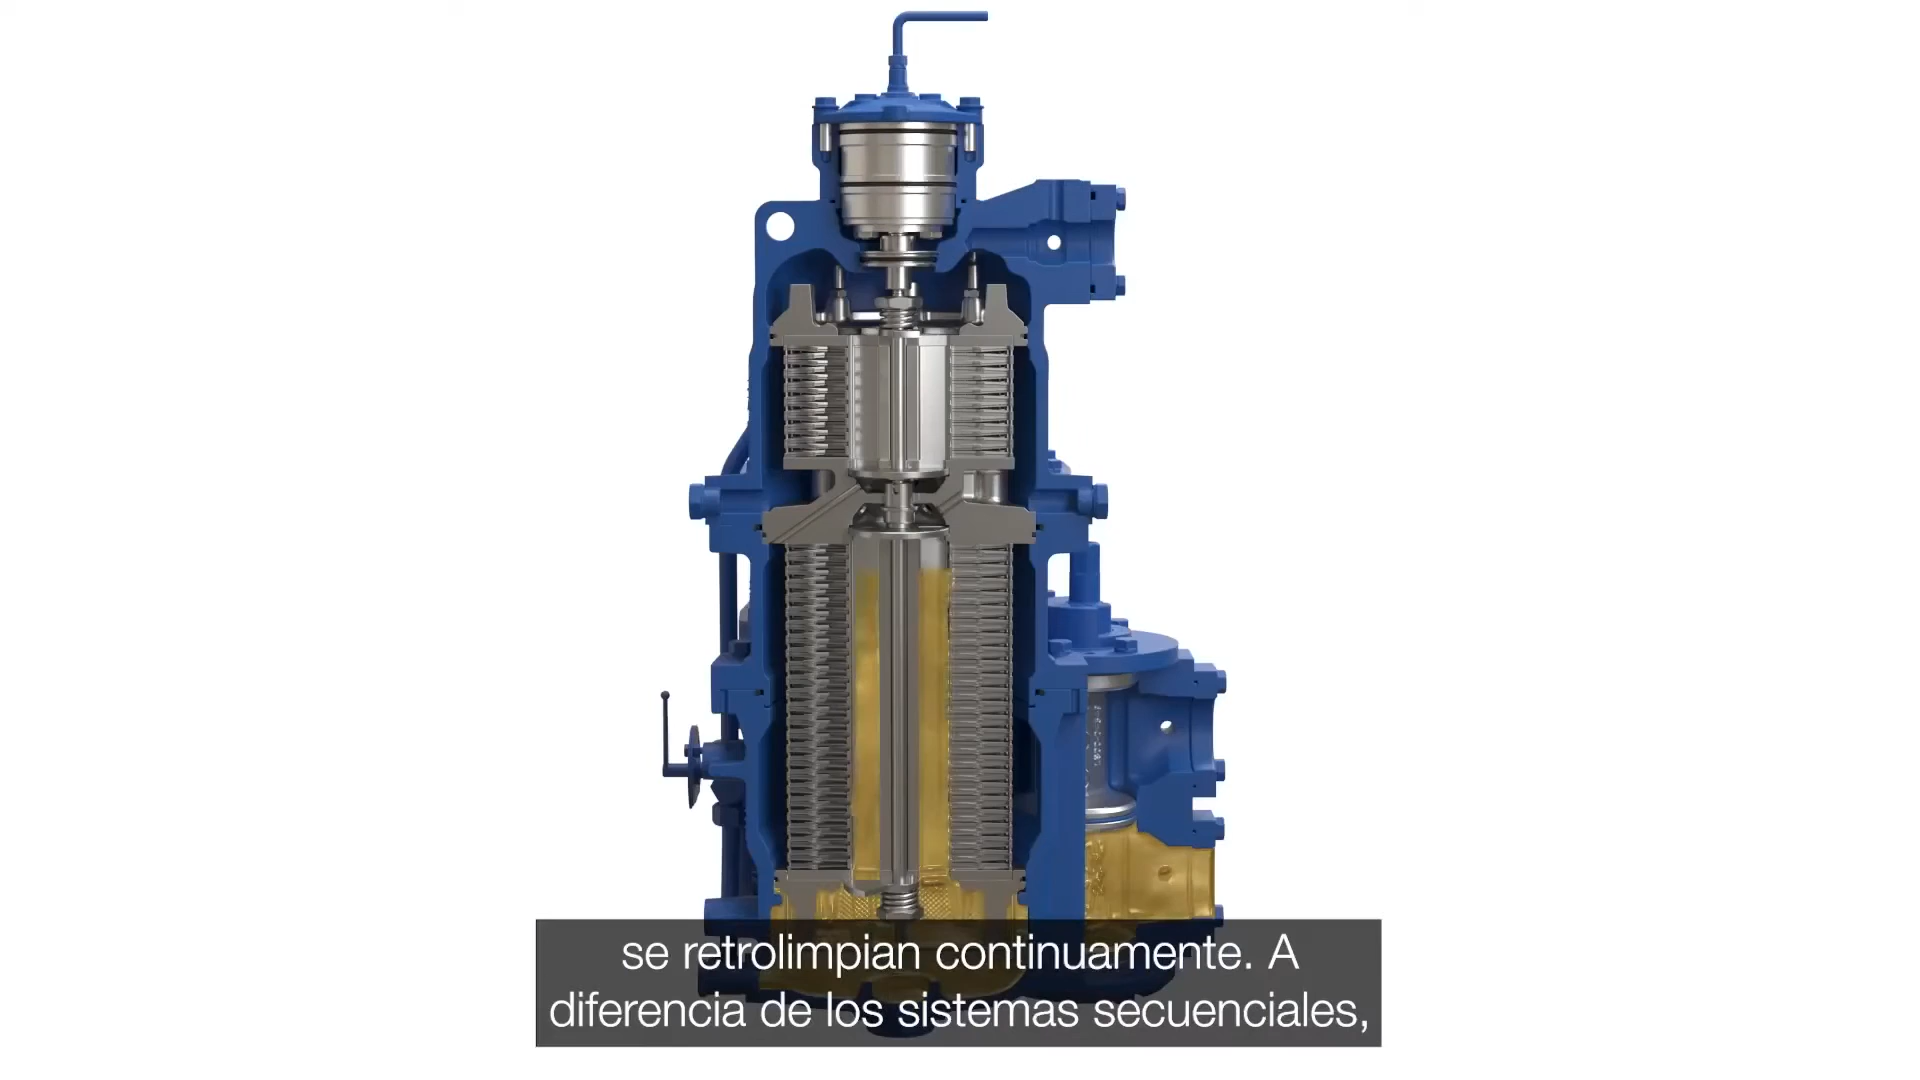 se retrolimpian continuamente. A
diferencia de los sistemas secuenciales,